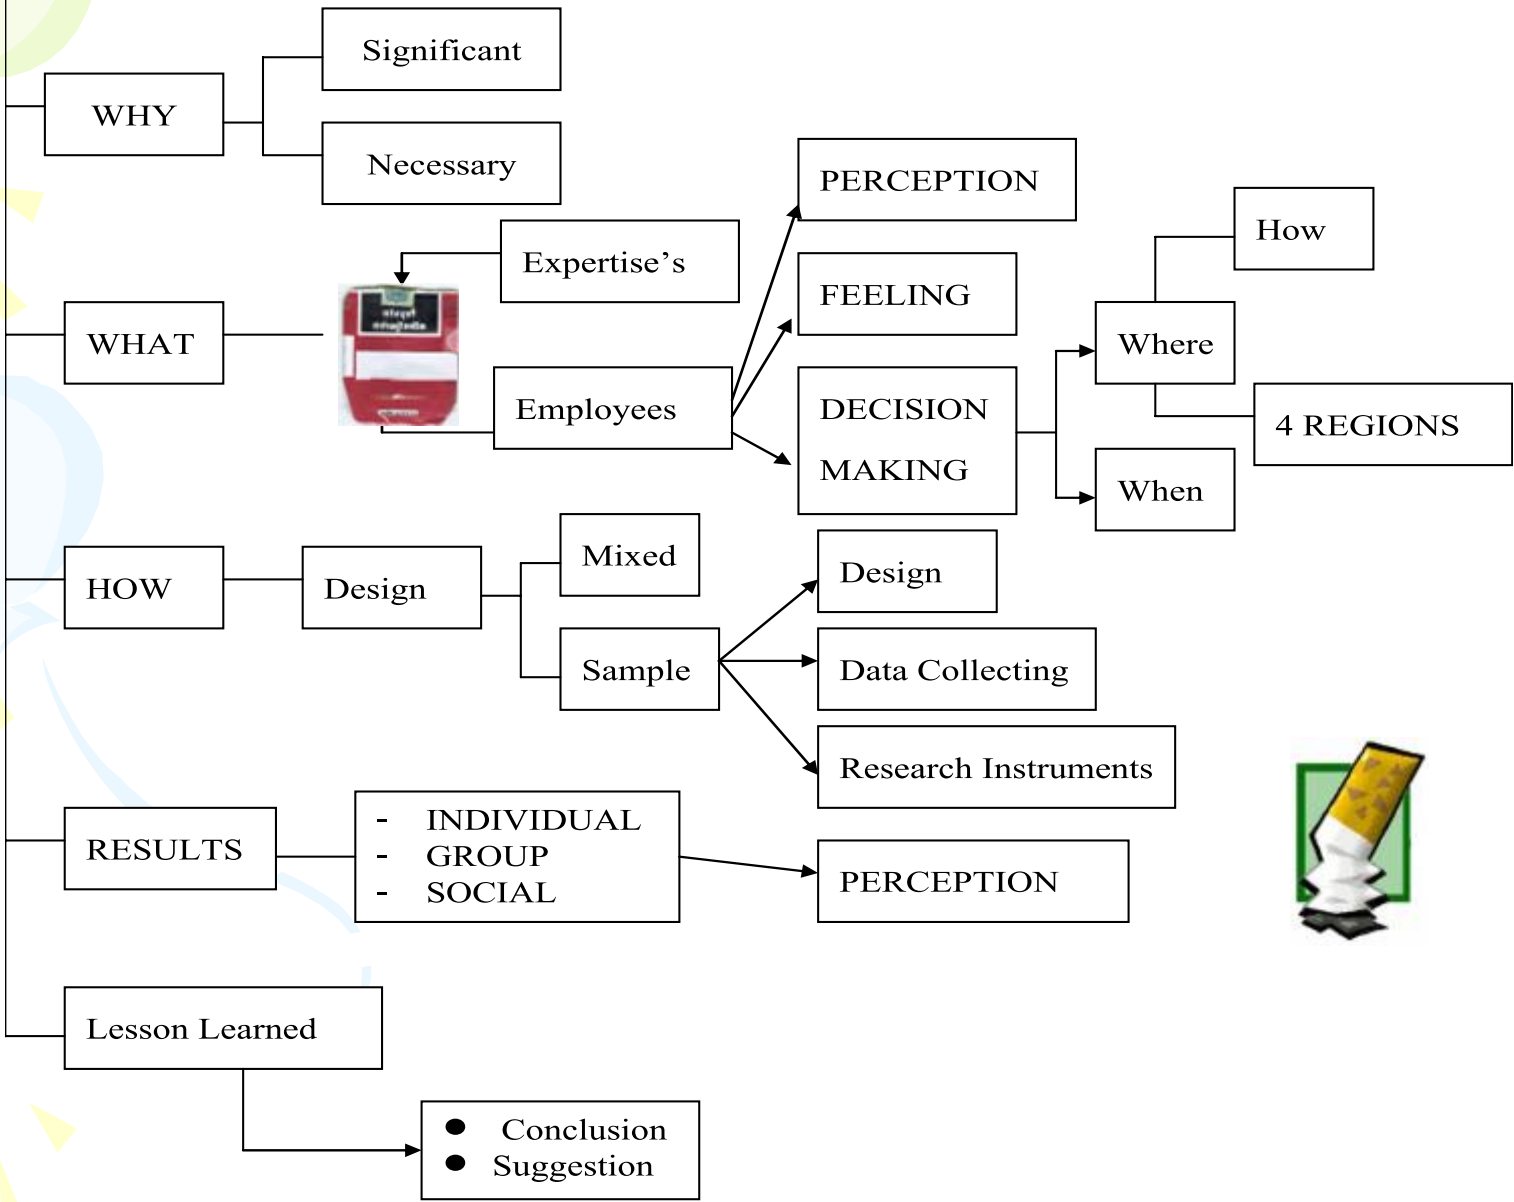 Significant
WHY
Necessary
PERCEPTION
How
Expertise’s
FEELING
WHAT
Where
Employees
DECISION
MAKING
4 REGIONS
When
Mixed
HOW
Design
Design
Sample
Data Collecting
Research Instruments
RESULTS
- INDIVIDUAL
- GROUP
- SOCIAL
PERCEPTION
Lesson Learned
● Conclusion
● Suggestion